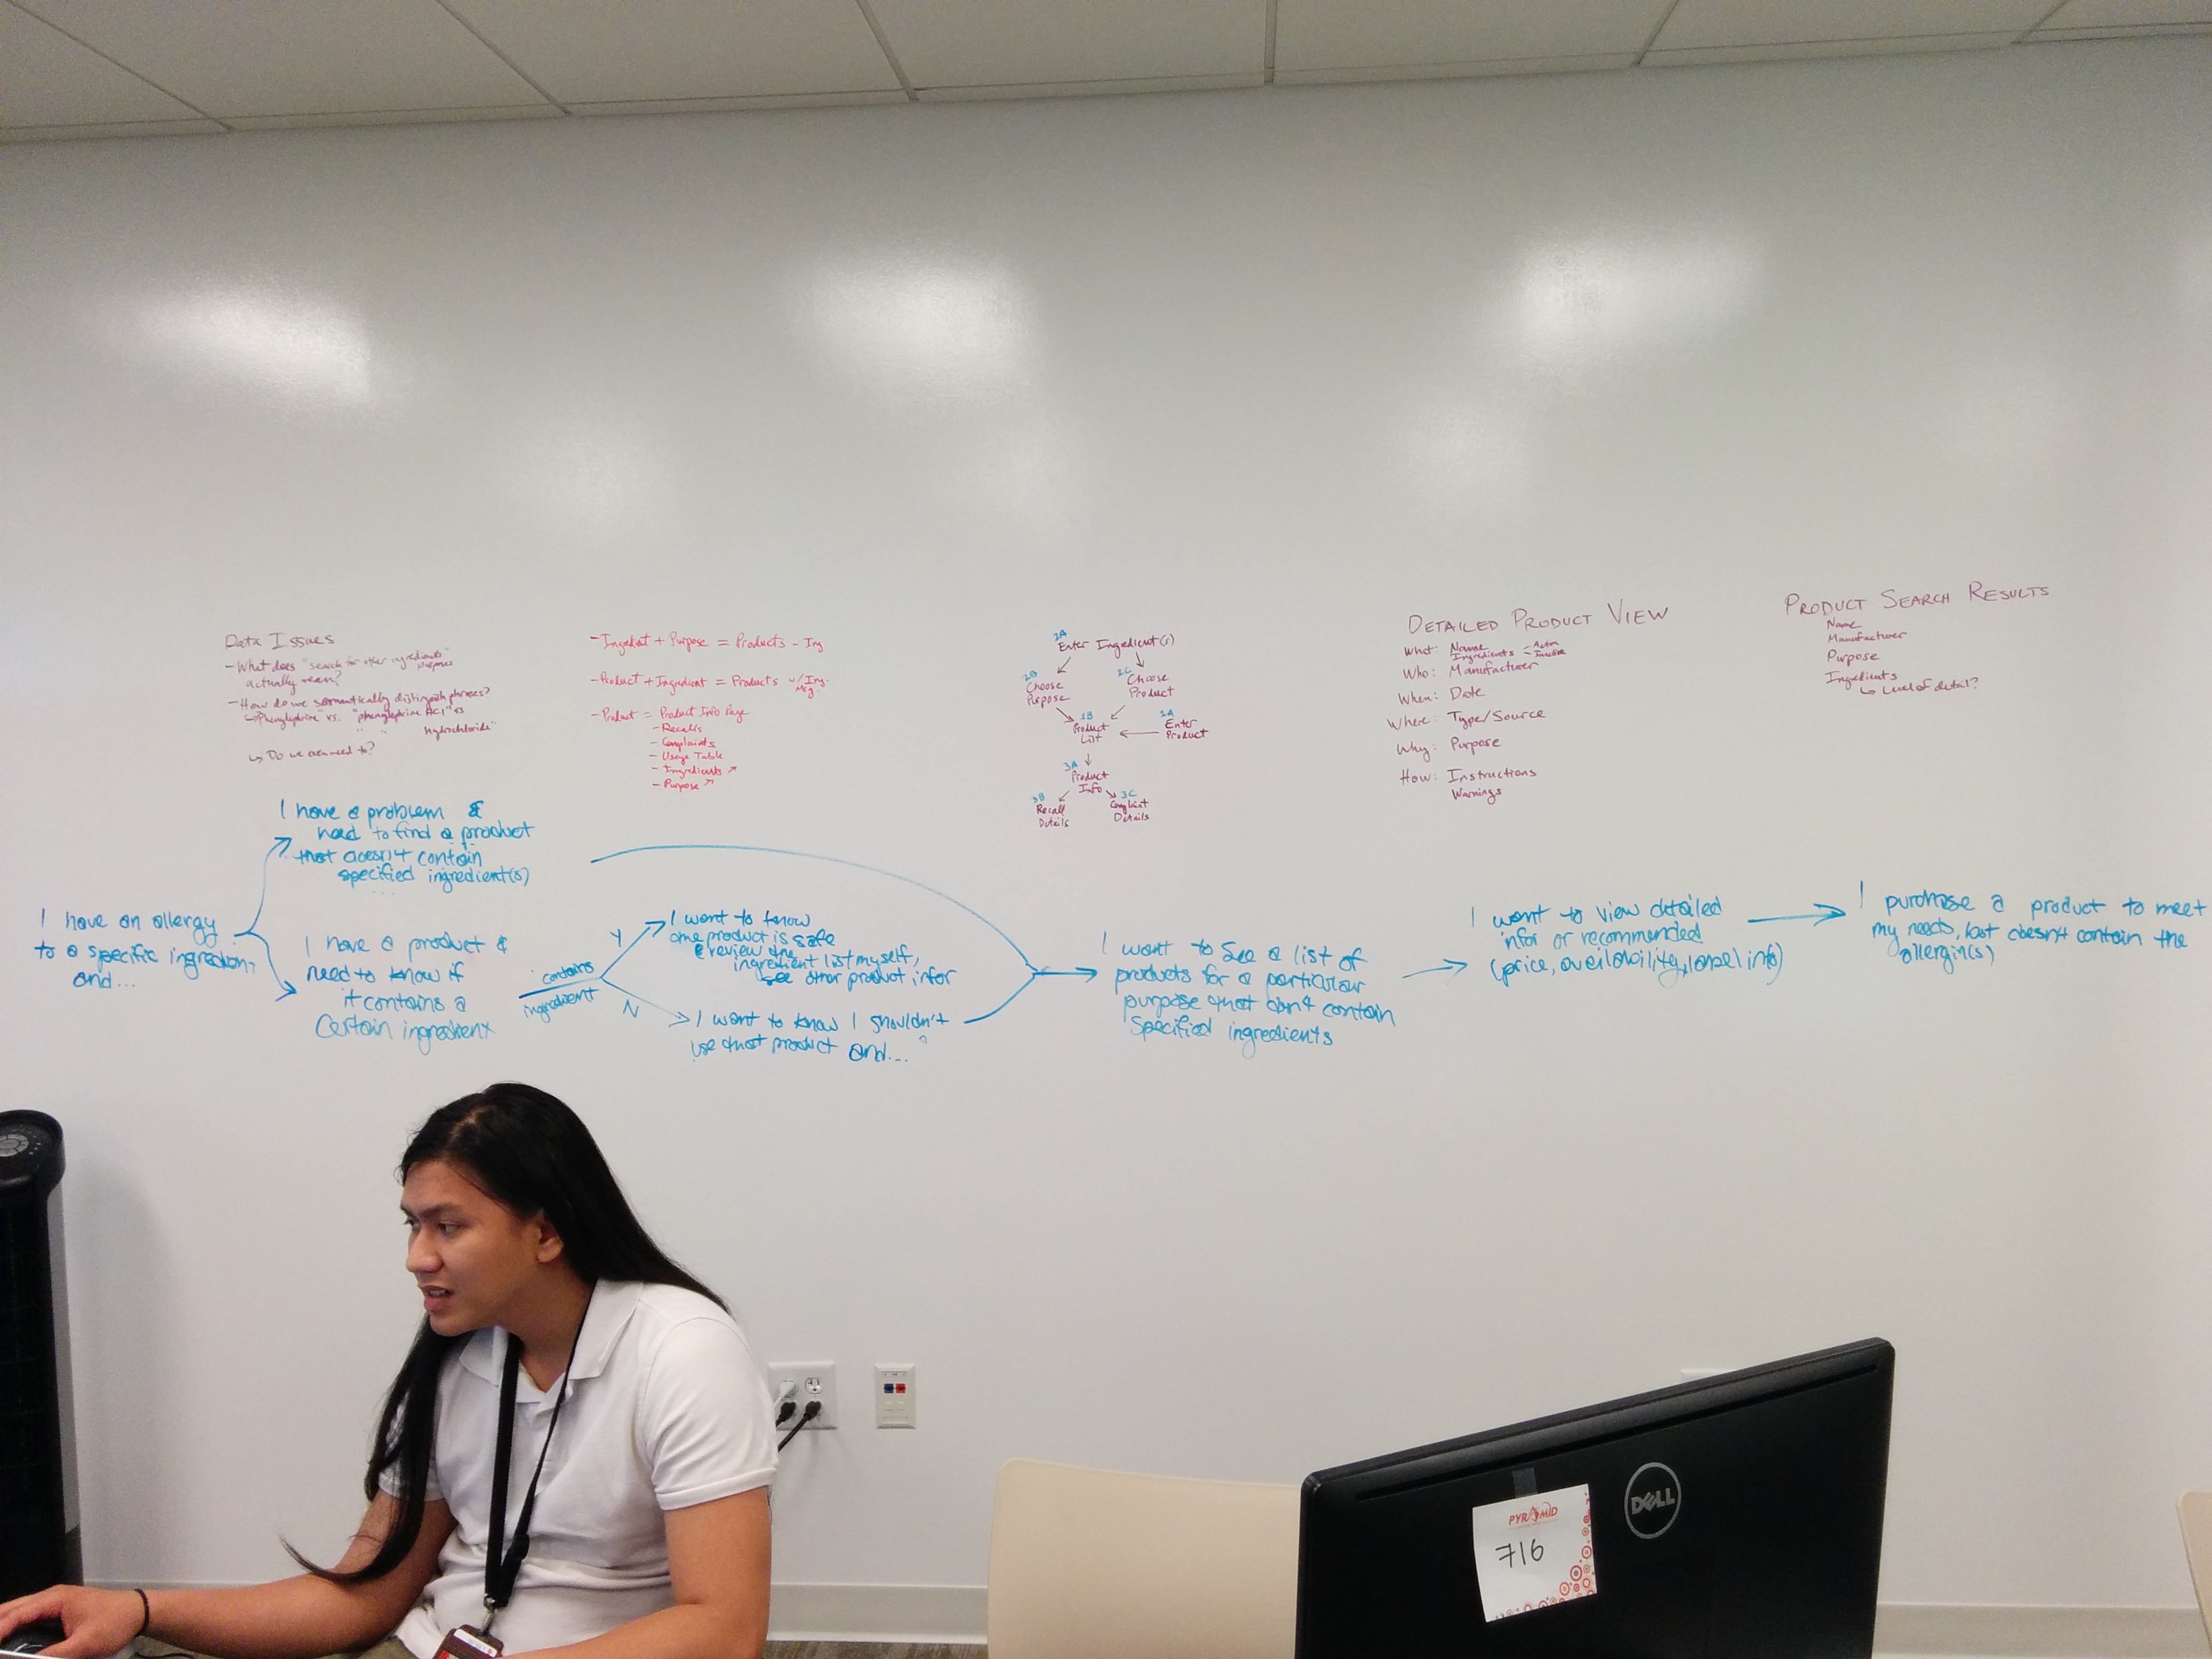 Data Issues
- What does "search for other ingredients"
purposes
actually mean?
- How do we semantically distinguish phrases?
↳ "Phenylephrine" vs. "phenylephrine HCl" vs
" " hydrochloride"
↳ Do we even need to?
- Ingredient + Purpose = Products - Ing
- Product + Ingredient = Products w/ Ing.
- Product = Product Info Page
- Recalls
- Complaints
- Usage Table
- Ingredients ↗
- Purpose ↗
2A
Enter Ingredient(s)
2B
Choose
Purpose
2C
Choose
Product
1B
Product
List
1A
Enter
Product
3A
Product
Info
3B
Recall
Details
3C
Complaint
Details
DETAILED PRODUCT VIEW
What: Name
Ingredients - Active
- Inactive
Who: Manufacturer
When: Date
Where: Type/Source
Why: Purpose
How: Instructions
Warnings
PRODUCT SEARCH RESULTS
Name
Manufacturer
Purpose
Ingredients
↳ Level of detail?
I have an allergy
to a specific ingredient
and...
I have a problem &
need to find a product
that doesn't contain
specified ingredient(s)
...
I have a product &
need to know if
it contains a
certain ingredient
contains
ingredient
Y
N
I want to know
the product is safe
& review the
ingredient list myself,
see other product infor
I want to know I shouldn't
use that product and...
I want to see a list of
products for a particular
purpose that don't contain
specified ingredients
I want to view detailed
infor or recommended
(price, availability, label info)
I purchase a product to meet
my needs, but doesn't contain the
allergin(s)
PYRAMID
716
DELL